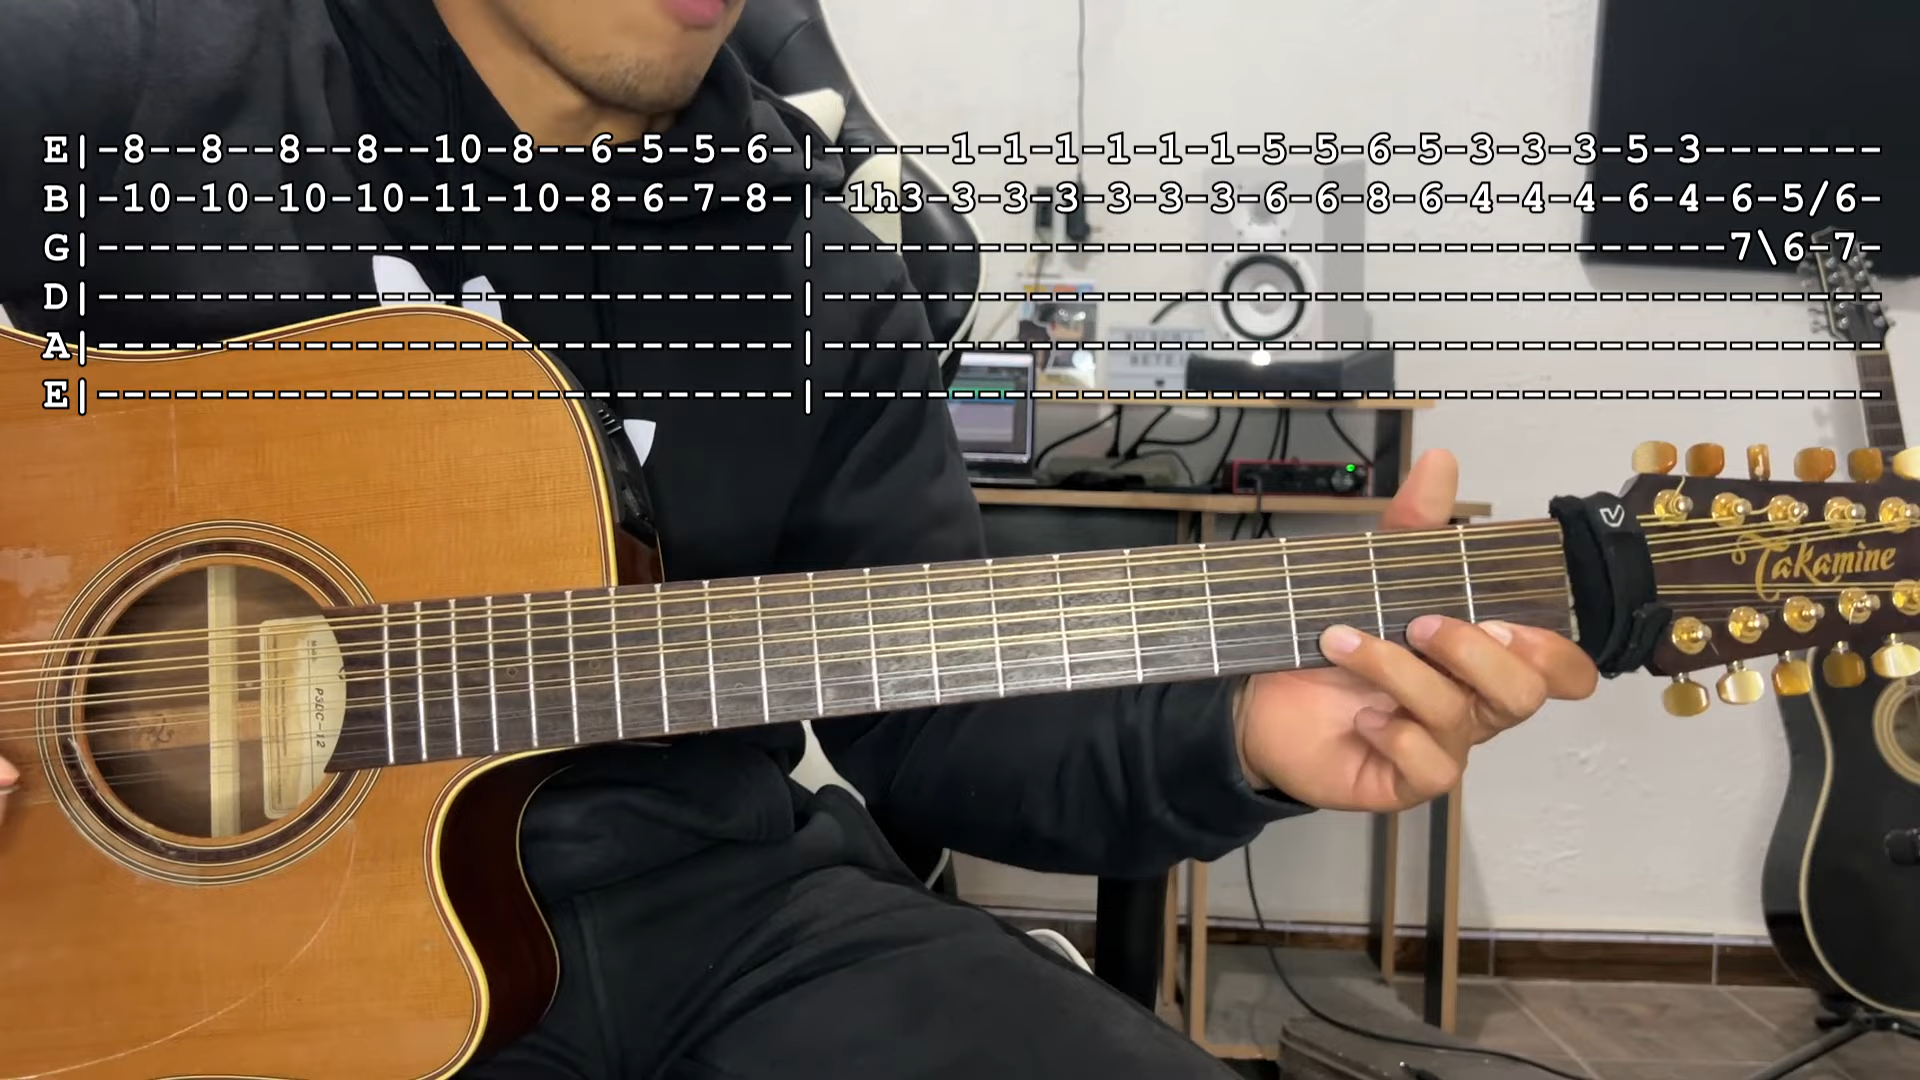 E|-8--8--8--8--10-8--6-5-5-6-|-----1-1-1-1-1-1-5-5-6-5-3-3-3-5-3-------
B|-10-10-10-10-11-10-8-6-7-8-|-1h3-3-3-3-3-3-3-6-6-8-6-4-4-4-6-4-6-5/6-
G|---------------------------|-----------------------------------7\6-7-
D|---------------------------|-----------------------------------------
A|---------------------------|-----------------------------------------
E|---------------------------|-----------------------------------------
Takamine
PSDC-12